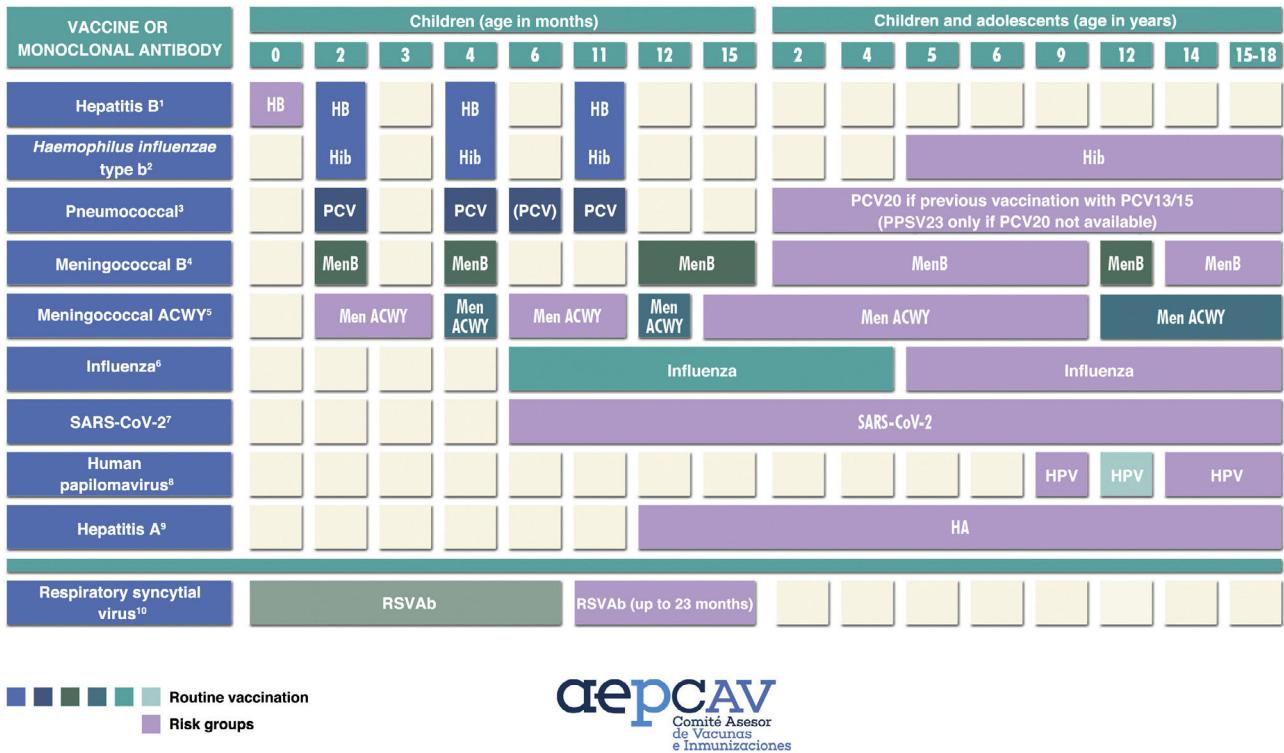 VACCINE OR
MONOCLONAL ANTIBODY
Children (age in months)
Children and adolescents (age in years)
0 2 3 4 6 11 12 15 2 4 5 6 9 12 14 15-18
Hepatitis B¹
HB HB HB HB
Haemophilus influenzae
type b²
Hib Hib Hib Hib
Pneumococcal³
PCV PCV (PCV) PCV
PCV20 if previous vaccination with PCV13/15
(PPSV23 only if PCV20 not available)
Meningococcal B⁴
MenB MenB MenB MenB MenB MenB
Meningococcal ACWY⁵
Men ACWY
Men
ACWY
Men ACWY
Men
ACWY
Men ACWY
Men ACWY
Influenza⁶
Influenza Influenza
SARS-CoV-2⁷
SARS-CoV-2
Human
papilomavirus⁸
HPV HPV HPV
Hepatitis A⁹
HA
Respiratory syncytial
virus¹⁰
RSVAb RSVAb (up to 23 months)
Routine vaccination
Risk groups
aepcAV
Comité Asesor
de Vacunas
e Inmunizaciones